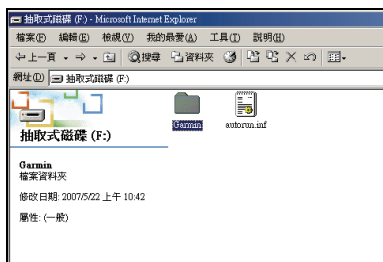 抽取式磁碟 (F:) - Microsoft Internet Explorer
檔案(F) 編輯(E) 檢視(V) 我的最愛(A) 工具(T) 說明(H)
上一頁 搜尋 資料夾
網址(D) 抽取式磁碟 (F:)
抽取式磁碟 (F:)
Garmin
檔案資料夾
修改日期: 2007/5/22 上午 10:42
屬性: (一般)
Garmin
autorun.inf